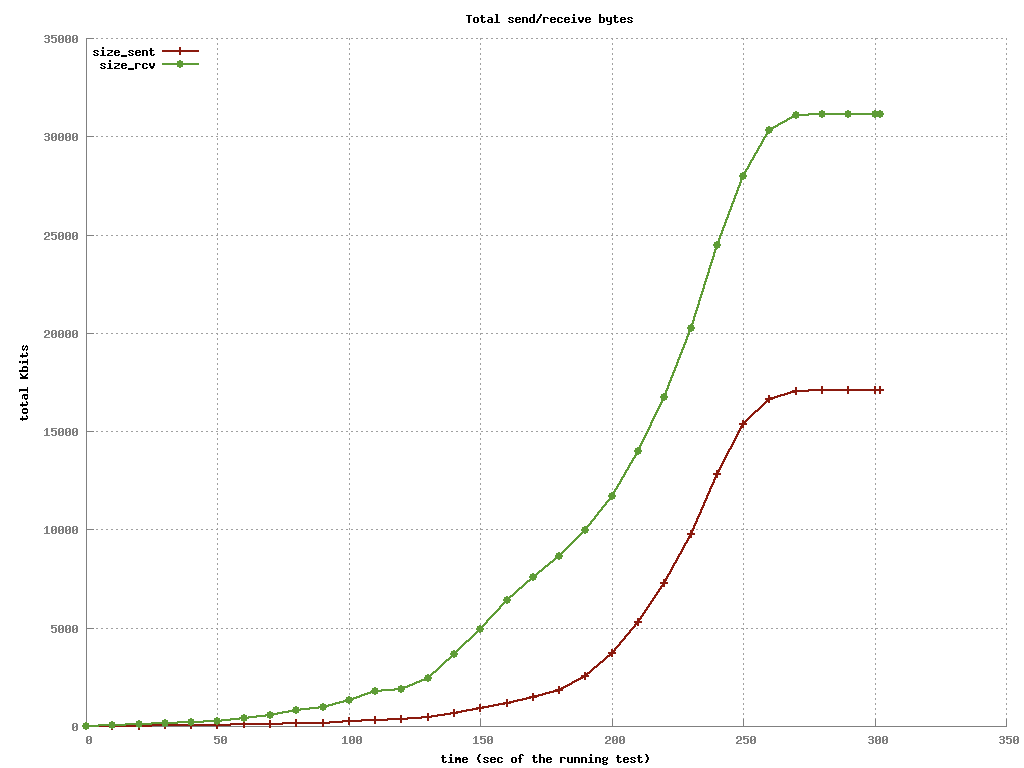 Total send/receive bytes
size_sent
size_rcv
35000
30000
25000
20000
15000
10000
5000
0
total Kbits
0 50 100 150 200 250 300 350
time (sec of the running test)